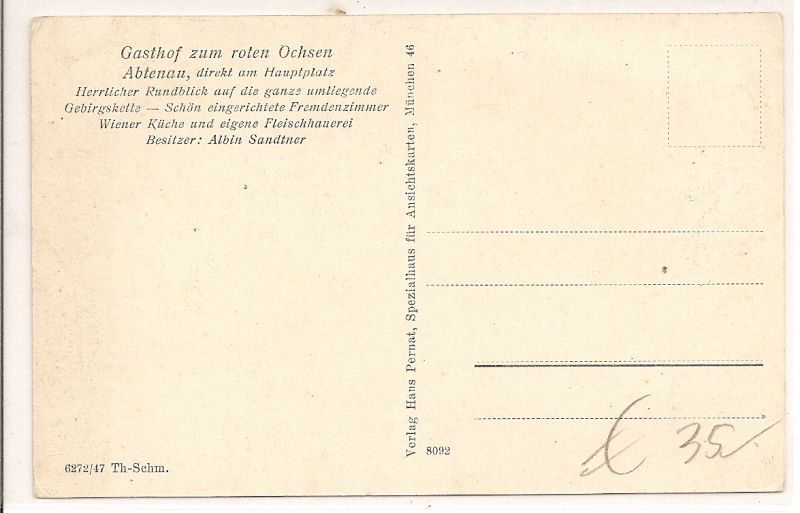 Gasthof zum roten Ochsen
Abtenau, direkt am Hauptplatz
Herrlicher Rundblick auf die ganze umliegende
Gebirgskette — Schön eingerichtete Fremdenzimmer
Wiener Küche und eigene Fleischhauerei
Besitzer: Albin Sandtner
6272/47 Th-Schm.
Verlag Hans Pernat, Spezialhaus für Ansichtskarten, München 46
8092
35